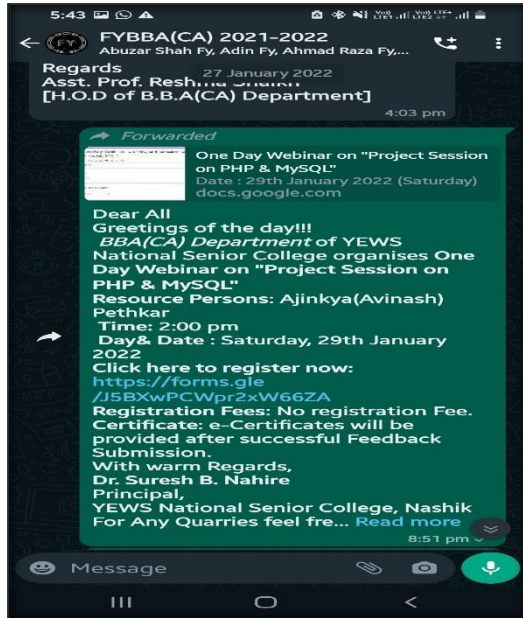 5:43
FYBBA(CA) 2021-2022
Abuzar Shah Fy, Adin Fy, Ahmad Raza Fy,...
Regards
27 January 2022
Asst. Prof. Reshma Shaikh
[H.O.D of B.B.A(CA) Department]
4:03 pm
Forwarded
One Day Webinar on "Project Session
on PHP & MySQL"
Date : 29th January 2022 (Saturday)
docs.google.com
Dear All
Greetings of the day!!!
BBA(CA) Department of YEWS
National Senior College organises One
Day Webinar on "Project Session on
PHP & MySQL"
Resource Persons: Ajinkya(Avinash)
Pethkar
Time: 2:00 pm
Day& Date : Saturday, 29th January
2022
Click here to register now:
https://forms.gle
/J5BXwPCWpr2xW66ZA
Registration Fees: No registration Fee.
Certificate: e-Certificates will be
provided after successful Feedback
Submission.
With warm Regards,
Dr. Suresh B. Nahire
Principal,
YEWS National Senior College, Nashik
For Any Quarries feel fre... Read more
8:51 pm
Message